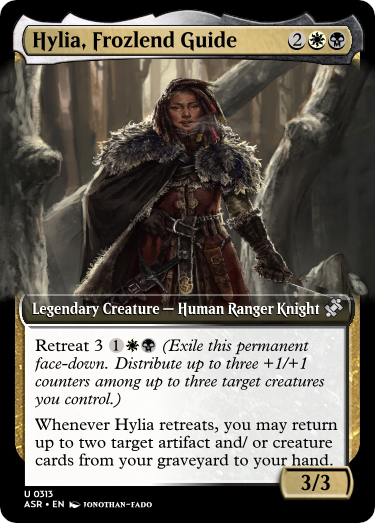 Hylia, Frozlend Guide 2
Legendary Creature — Human Ranger Knight
Retreat 3 1 (Exile this permanent
face-down. Distribute up to three +1/+1
counters among up to three target creatures
you control.)
Whenever Hylia retreats, you may return
up to two target artifact and/ or creature
cards from your graveyard to your hand.
3/3
U 0313
ASR • EN JONOTHAN-FADO